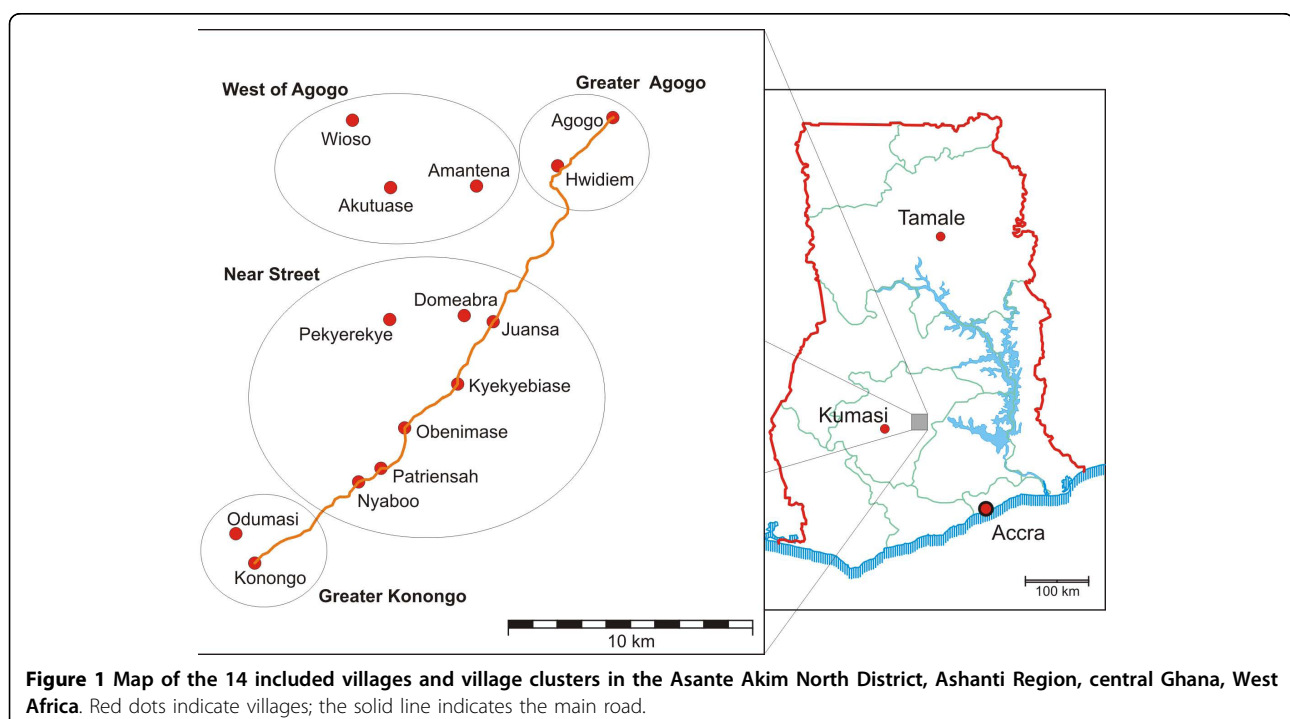 West of Agogo
Greater Agogo
Agogo
Wioso
Hwidiem
Amantena
Akutuase
Near Street
Domeabra
Pekyerekye
Juansa
Kyekyebiase
Obenimase
Patriensah
Nyaboo
Odumasi
Konongo
Greater Konongo
10 km
Tamale
Kumasi
Accra
100 km
Figure 1 Map of the 14 included villages and village clusters in the Asante Akim North District, Ashanti Region, central Ghana, West
Africa. Red dots indicate villages; the solid line indicates the main road.